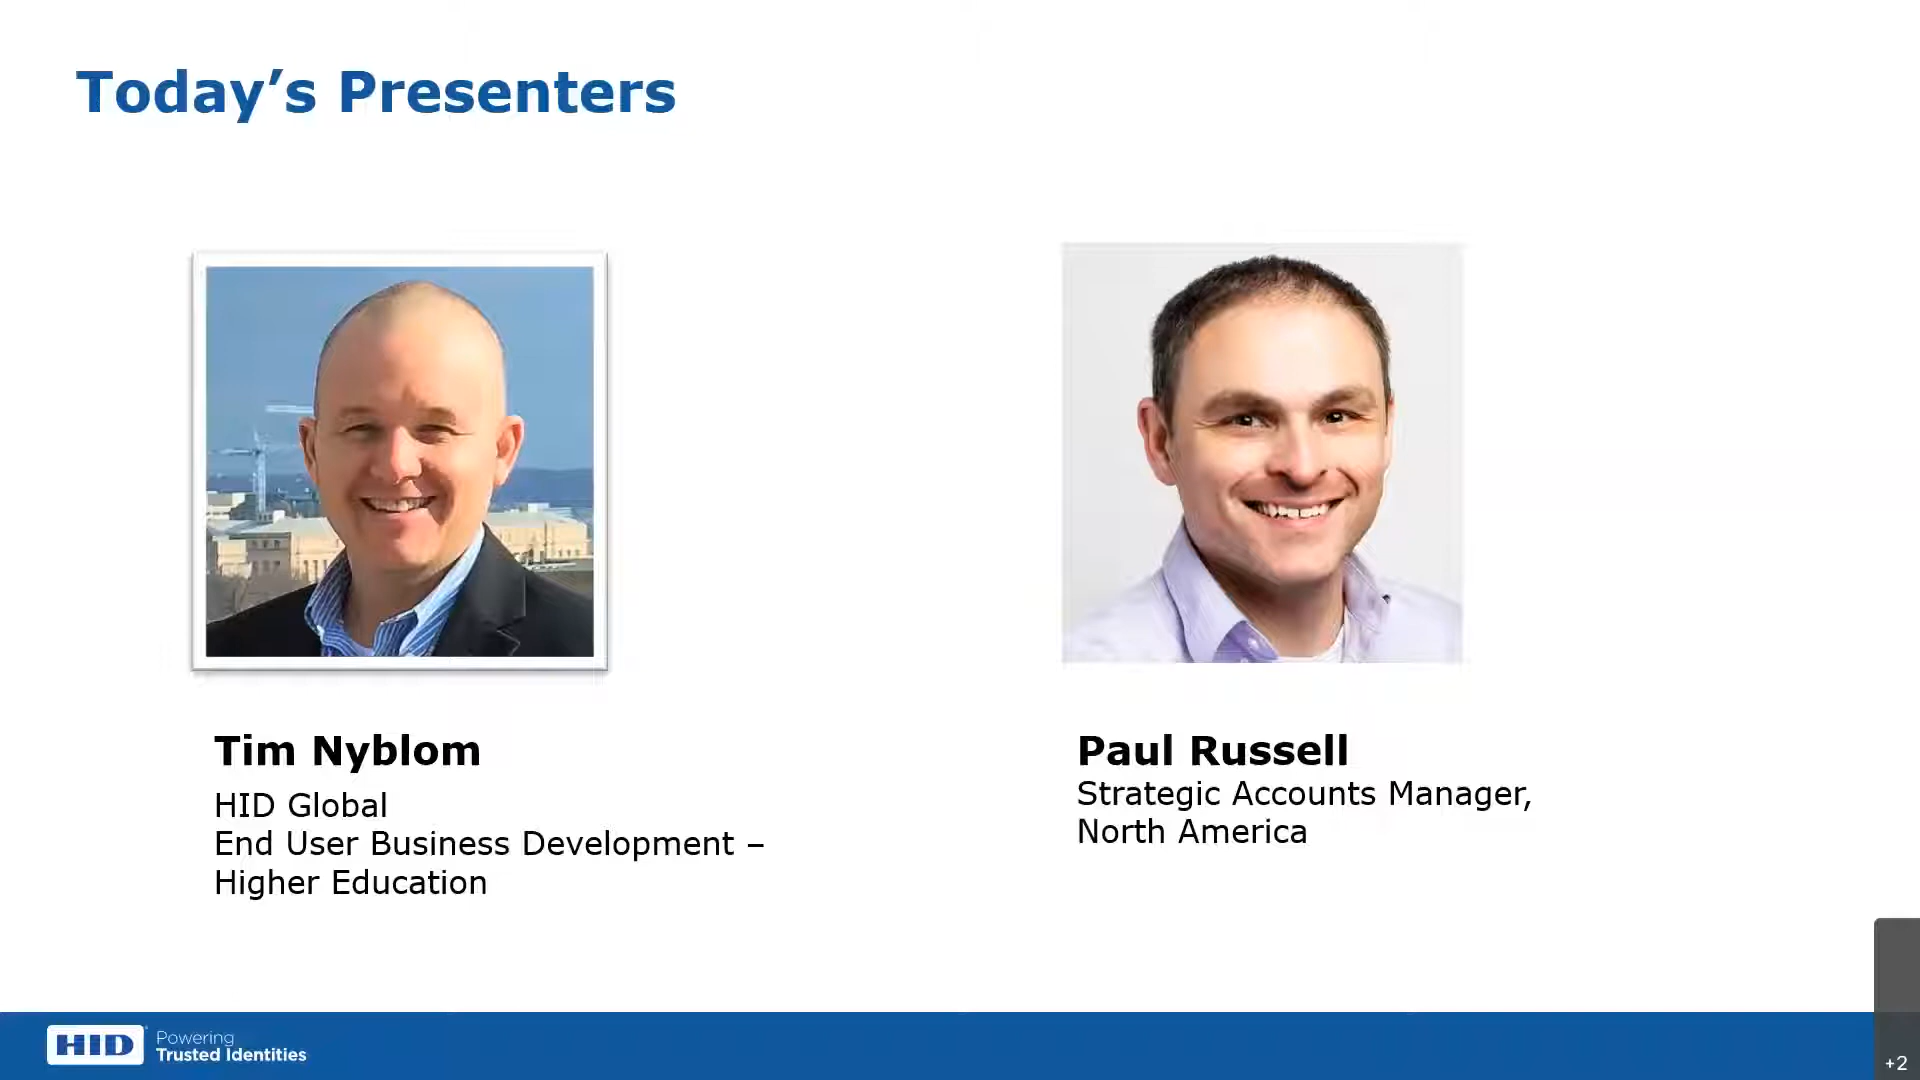 Today’s Presenters
Tim Nyblom
HID Global
End User Business Development –
Higher Education
Paul Russell
Strategic Accounts Manager,
North America
HID
Powering
Trusted Identities
+2